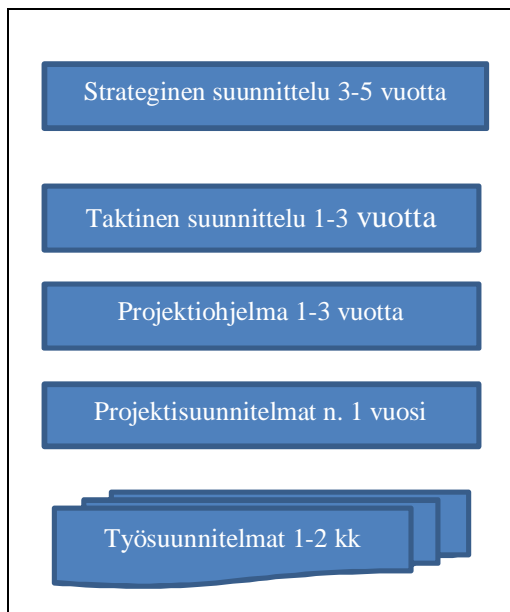 Strateginen suunnittelu 3-5 vuotta
Taktinen suunnittelu 1-3 vuotta
Projektiohjelma 1-3 vuotta
Projektisuunnitelmat n. 1 vuosi
Työsuunnitelmat 1-2 kk